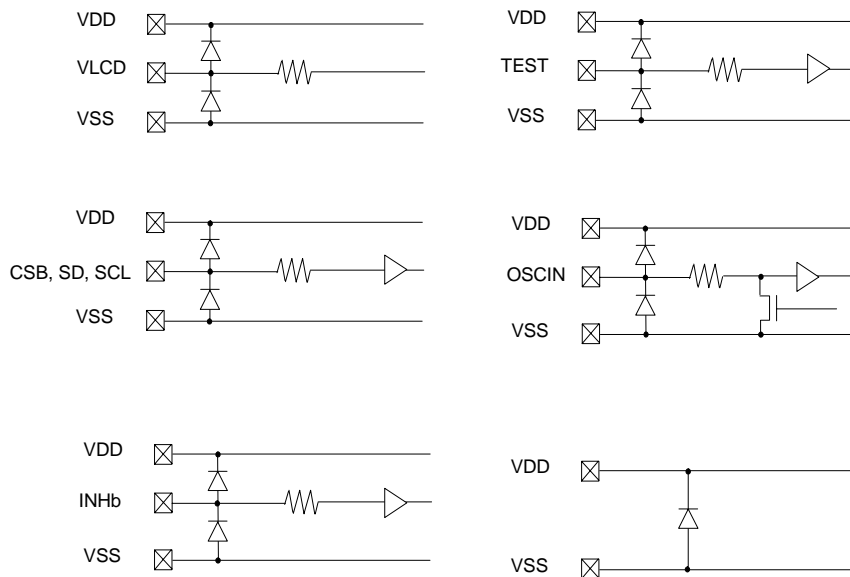 VDD
VLCD
VSS
VDD
TEST
VSS
VDD
CSB, SD, SCL
VSS
VDD
OSCIN
VSS
VDD
INHb
VSS
VDD
VSS